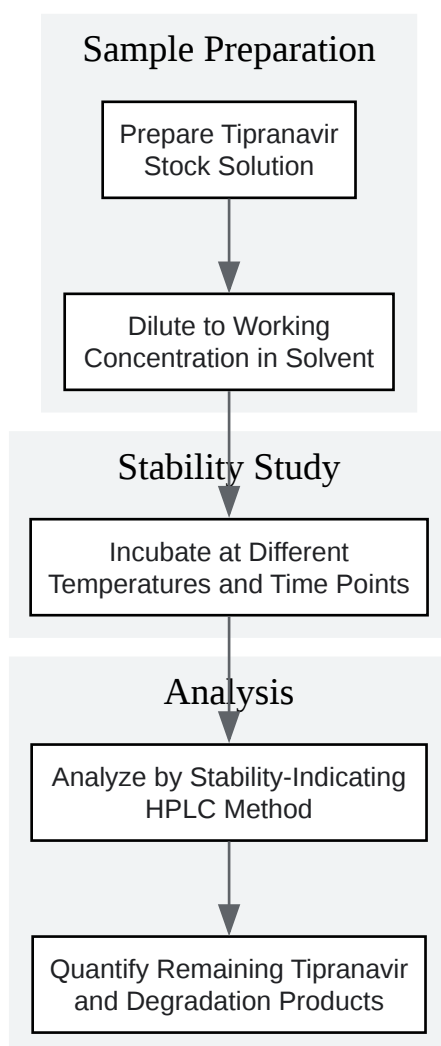 Sample Preparation
Prepare Tipranavir
Stock Solution
Dilute to Working
Concentration in Solvent
Stability Study
Incubate at Different
Temperatures and Time Points
Analysis
Analyze by Stability-Indicating
HPLC Method
Quantify Remaining Tipranavir
and Degradation Products